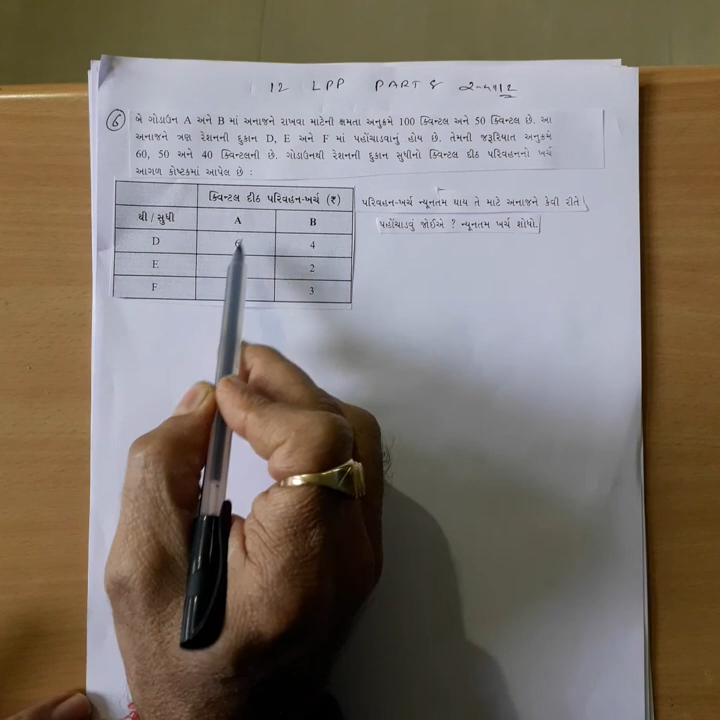 12 LPP PART 8
6 બે ગોડાઉન A અને B માં અનાજને રાખવા માટેની ક્ષમતા અનુક્રમે 100 ક્વિન્ટલ અને 50 ક્વિન્ટલ છે. આ
અનાજને ત્રણ રેશનની દુકાન D, E અને F માં પહોંચાડવાનું હોય છે. તેમની જરૂરિયાત અનુક્રમે
60, 50 અને 40 ક્વિન્ટલની છે. ગોડાઉનથી રેશનની દુકાન સુધીનો ક્વિન્ટલ દીઠ પરિવહનનો ખર્ચ
આગળ કોષ્ટકમાં આપેલ છે :
ક્વિન્ટલ દીઠ પરિવહન-ખર્ચ (₹)
થી / સુધી A B
D 4
E 2
F 3
પરિવહન-ખર્ચ ન્યૂનતમ થાય તે માટે અનાજને કેવી રીતે
પહોંચાડવું જોઈએ ? ન્યૂનતમ ખર્ચ શોધો.